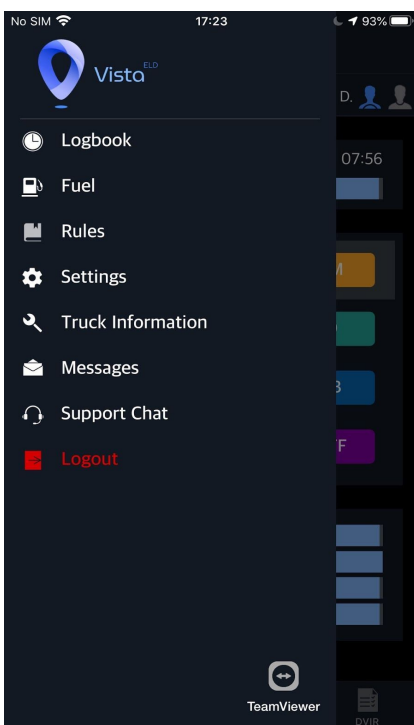 No SIM 17:23 93%
Vista ELD
D.
07:56
Logbook
Fuel
Rules
Settings
M
Truck Information
Messages
B
Support Chat
F
Logout
TeamViewer
DVIR